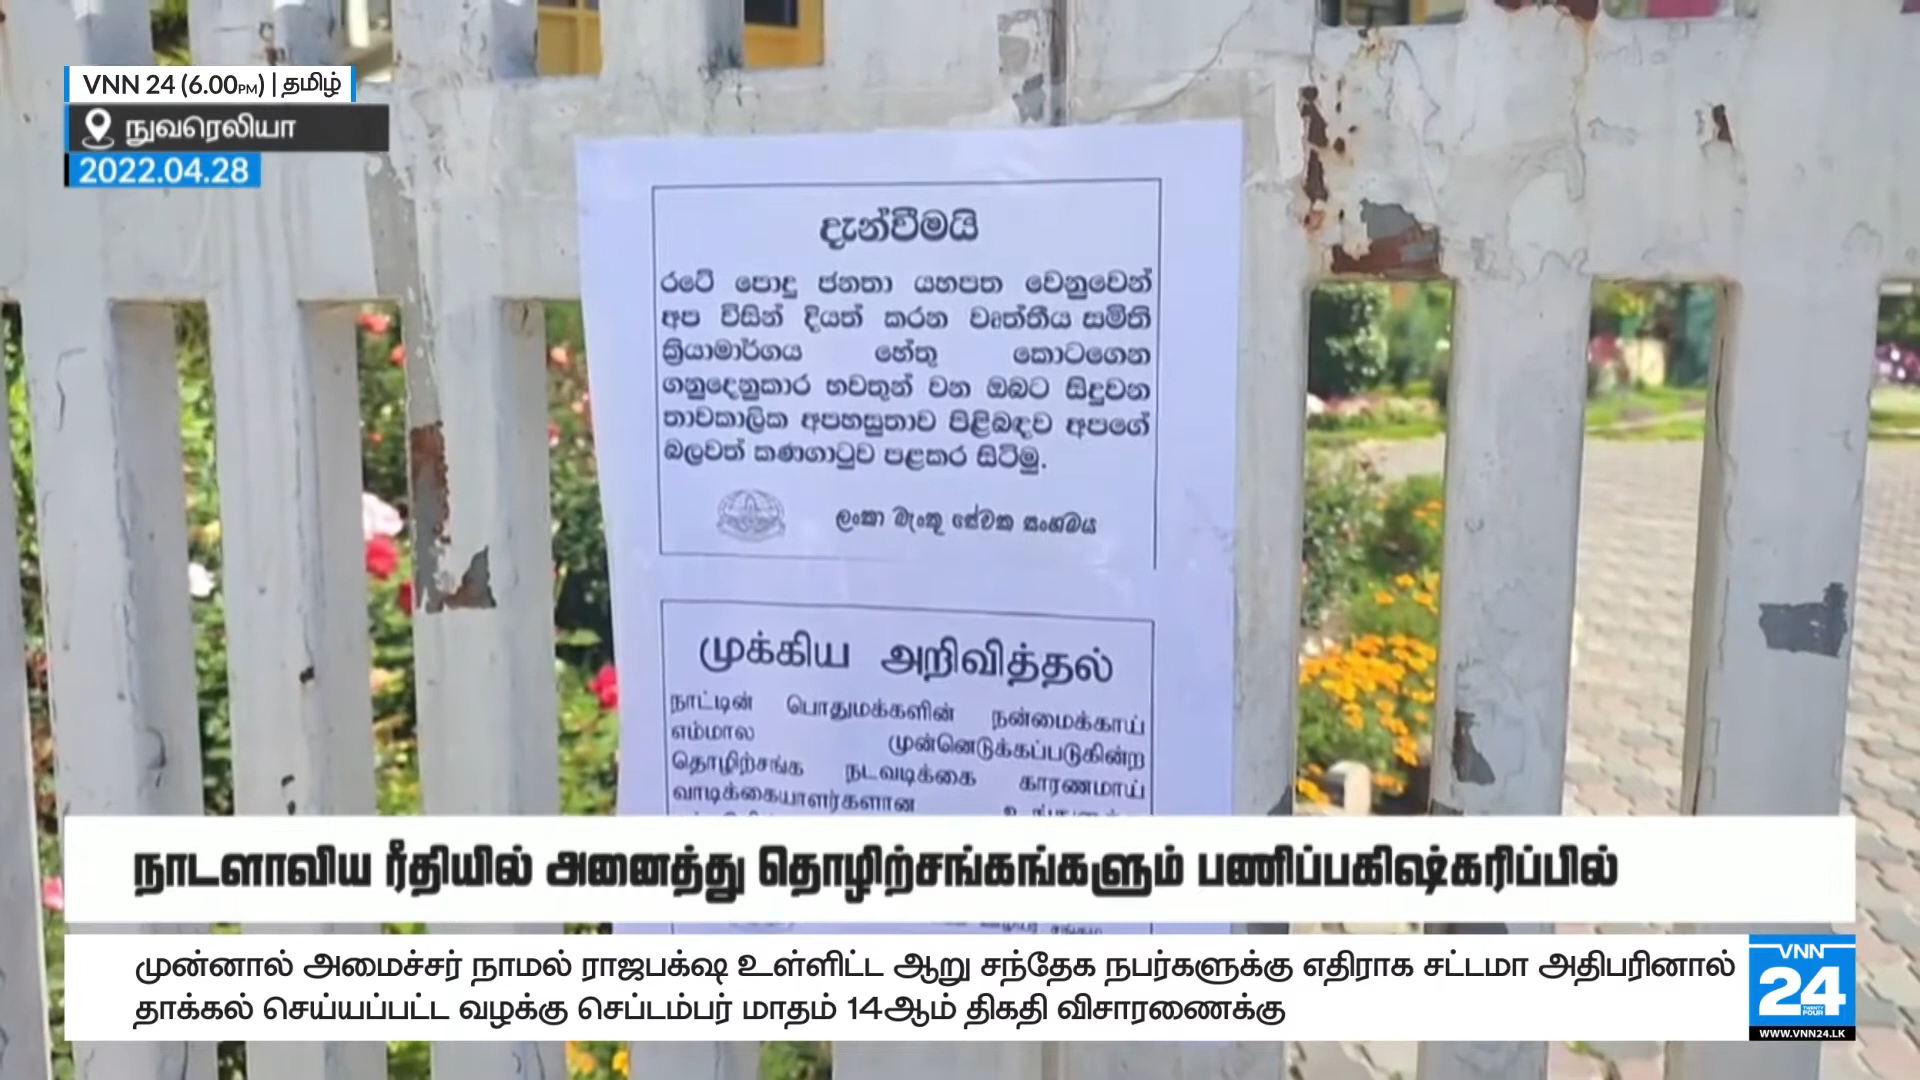 VNN 24 (6.00PM) | தமிழ்
நுவரெலியா
2022.04.28
දැන්වීමයි
රටේ පොදු ජනතා යහපත වෙනුවෙන්
අප විසින් දියත් කරන වෘත්තීය සමිති
ක්‍රියාමාර්ගය හේතු කොටගෙන
ගනුදෙනුකාර භවතුන් වන ඔබට සිදුවන
තාවකාලික අපහසුතාව පිළිබඳව අපගේ
බලවත් කණගාටුව පළකර සිටිමු.
ලංකා බැංකු සේවක සංගමය
முக்கிய அறிவித்தல்
நாட்டின் பொதுமக்களின் நன்மைக்காய்
எம்மால முன்னெடுக்கப்படுகின்ற
தொழிற்சங்க நடவடிக்கை காரணமாய்
வாடிக்கையாளர்களான
நாடளாவிய ரீதியில் அனைத்து தொழிற்சங்கங்களும் பணிப்பகிஷ்கரிப்பில்
முன்னால் அமைச்சர் நாமல் ராஜபக்ஷ உள்ளிட்ட ஆறு சந்தேக நபர்களுக்கு எதிராக சட்டமா அதிபரினால்
தாக்கல் செய்யப்பட்ட வழக்கு செப்டம்பர் மாதம் 14ஆம் திகதி விசாரணைக்கு
VNN
24
TWENTY FOUR
WWW.VNN24.LK